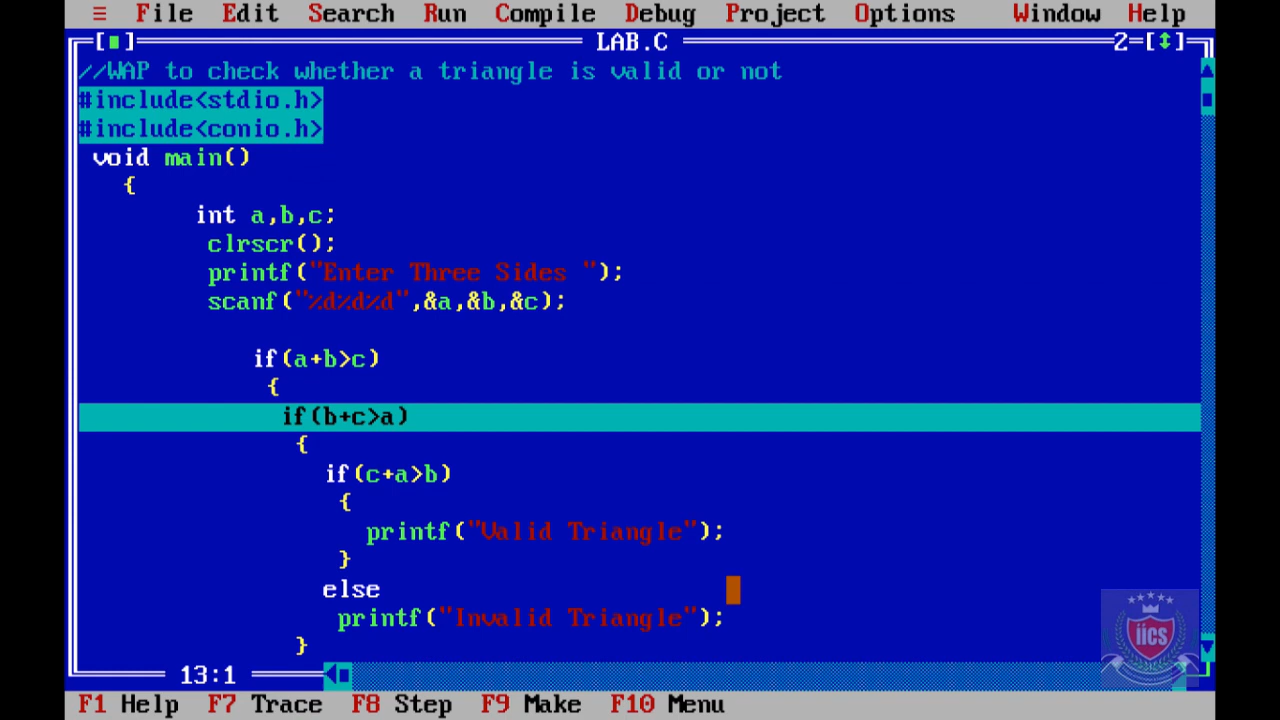 ≡ File Edit Search Run Compile Debug Project Options Window Help
[■] LAB.C 2=[↕]
//WAP to check whether a triangle is valid or not
#include<stdio.h>
#include<conio.h>
void main()
{
int a,b,c;
clrscr();
printf("Enter Three Sides ");
scanf("%d%d%d",&a,&b,&c);
if(a+b>c)
{
if(b+c>a)
{
if(c+a>b)
{
printf("Valid Triangle");
}
else
printf("Invalid Triangle");
}
iics
13:1
F1 Help F7 Trace F8 Step F9 Make F10 Menu